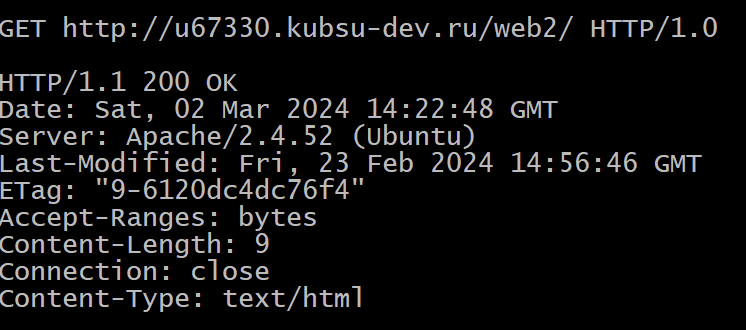 GET http://u67330.kubsu-dev.ru/web2/ HTTP/1.0
HTTP/1.1 200 OK
Date: Sat, 02 Mar 2024 14:22:48 GMT
Server: Apache/2.4.52 (Ubuntu)
Last-Modified: Fri, 23 Feb 2024 14:56:46 GMT
ETag: "9-6120dc4dc76f4"
Accept-Ranges: bytes
Content-Length: 9
Connection: close
Content-Type: text/html